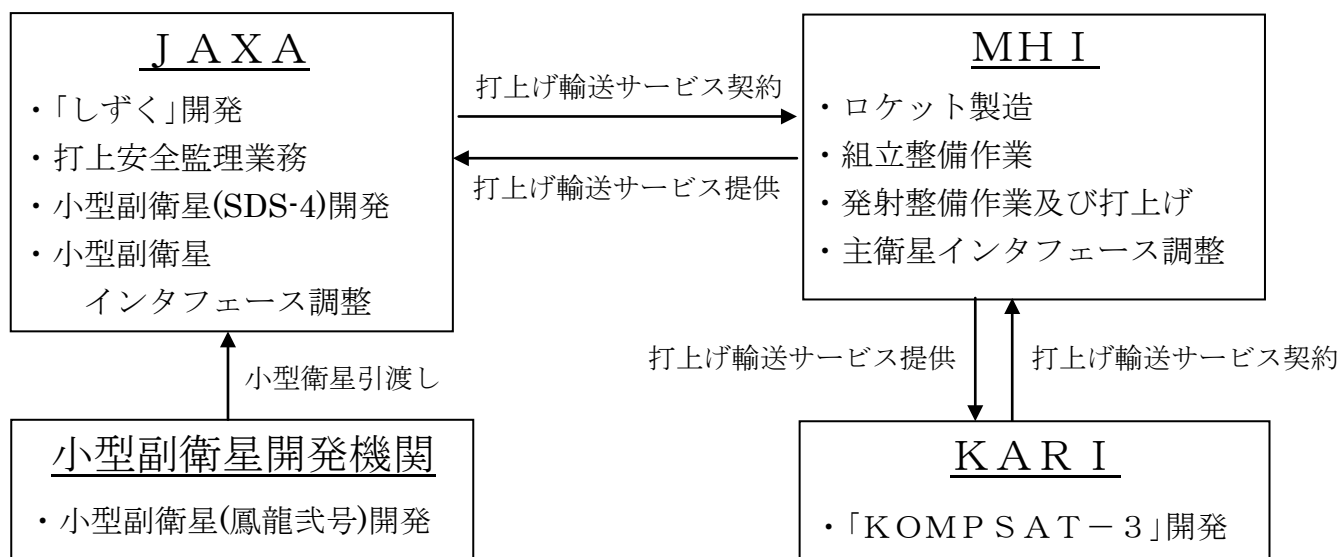 ＪＡＸＡ
・「しずく」開発
・打上安全監理業務
・小型副衛星(SDS-4)開発
・小型副衛星
インタフェース調整
打上げ輸送サービス契約
打上げ輸送サービス提供
ＭＨＩ
・ロケット製造
・組立整備作業
・発射整備作業及び打上げ
・主衛星インタフェース調整
小型衛星引渡し
打上げ輸送サービス提供
打上げ輸送サービス契約
小型副衛星開発機関
・小型副衛星(鳳龍弐号)開発
ＫＡＲＩ
・「ＫＯＭＰＳＡＴ－３」開発